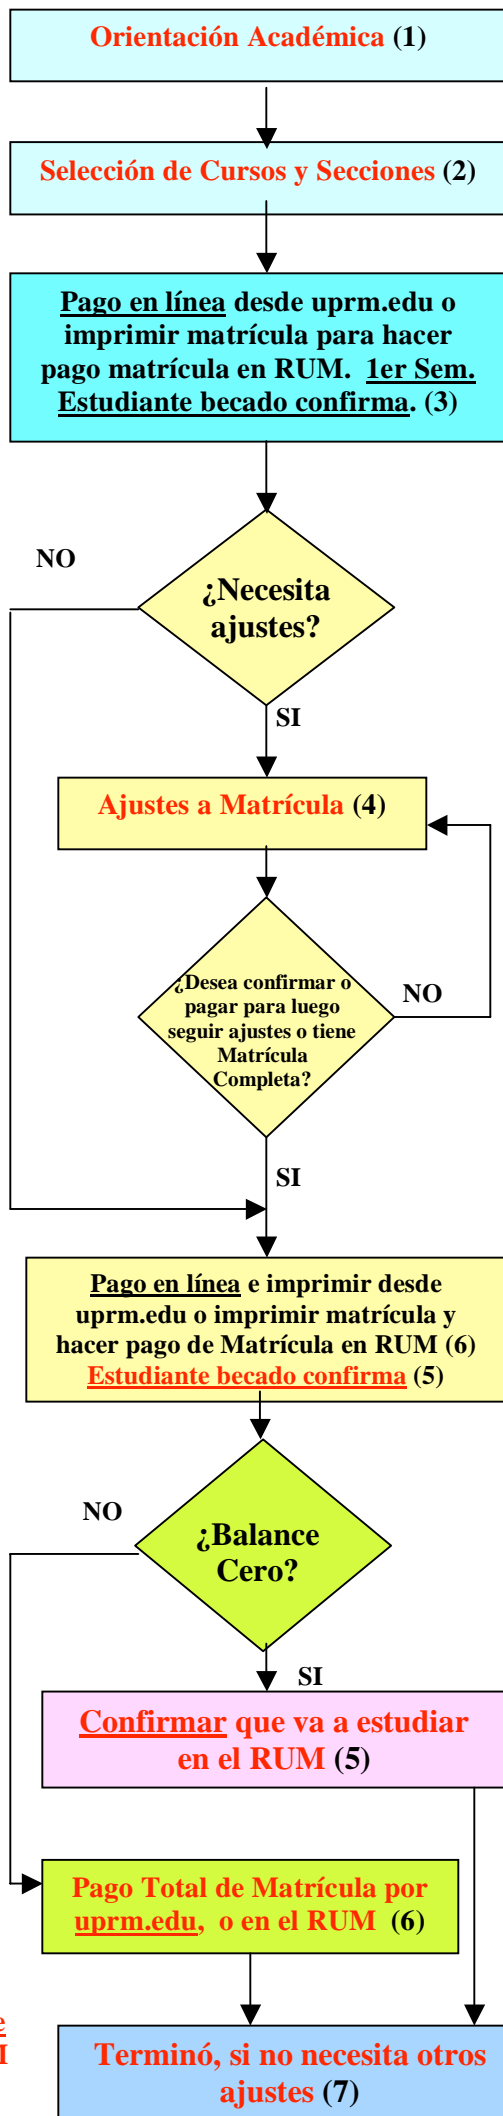 Orientación Académica (1)
Selección de Cursos y Secciones (2)
Pago en línea desde uprm.edu o
imprimir matrícula para hacer
pago matrícula en RUM. 1er Sem.
Estudiante becado confirma. (3)
NO
¿Necesita
ajustes?
SI
Ajustes a Matrícula (4)
¿Desea confirmar o
pagar para luego
seguir ajustes o tiene
Matrícula
Completa?
NO
SI
Pago en línea e imprimir desde
uprm.edu o imprimir matrícula y
hacer pago de Matrícula en RUM (6)
Estudiante becado confirma (5)
NO
¿Balance
Cero?
SI
Confirmar que va a estudiar
en el RUM (5)
Pago Total de Matrícula por
uprm.edu, o en el RUM (6)
Terminó, si no necesita otros
ajustes (7)